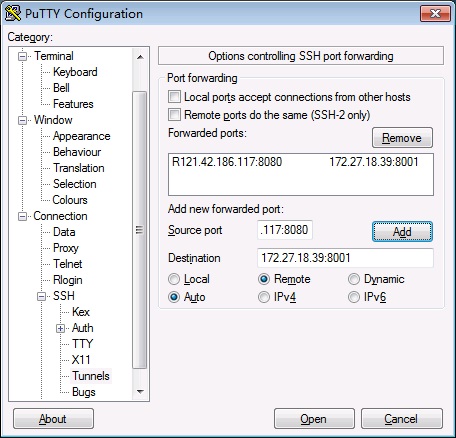 PuTTY Configuration
Category:
Terminal
Keyboard
Bell
Features
Window
Appearance
Behaviour
Translation
Selection
Colours
Connection
Data
Proxy
Telnet
Rlogin
SSH
Kex
Auth
TTY
X11
Tunnels
Bugs
Options controlling SSH port forwarding
Port forwarding
Local ports accept connections from other hosts
Remote ports do the same (SSH-2 only)
Forwarded ports: Remove
R121.42.186.117:8080 172.27.18.39:8001
Add new forwarded port:
Source port .117:8080 Add
Destination 172.27.18.39:8001
Local Remote Dynamic
Auto IPv4 IPv6
About Open Cancel